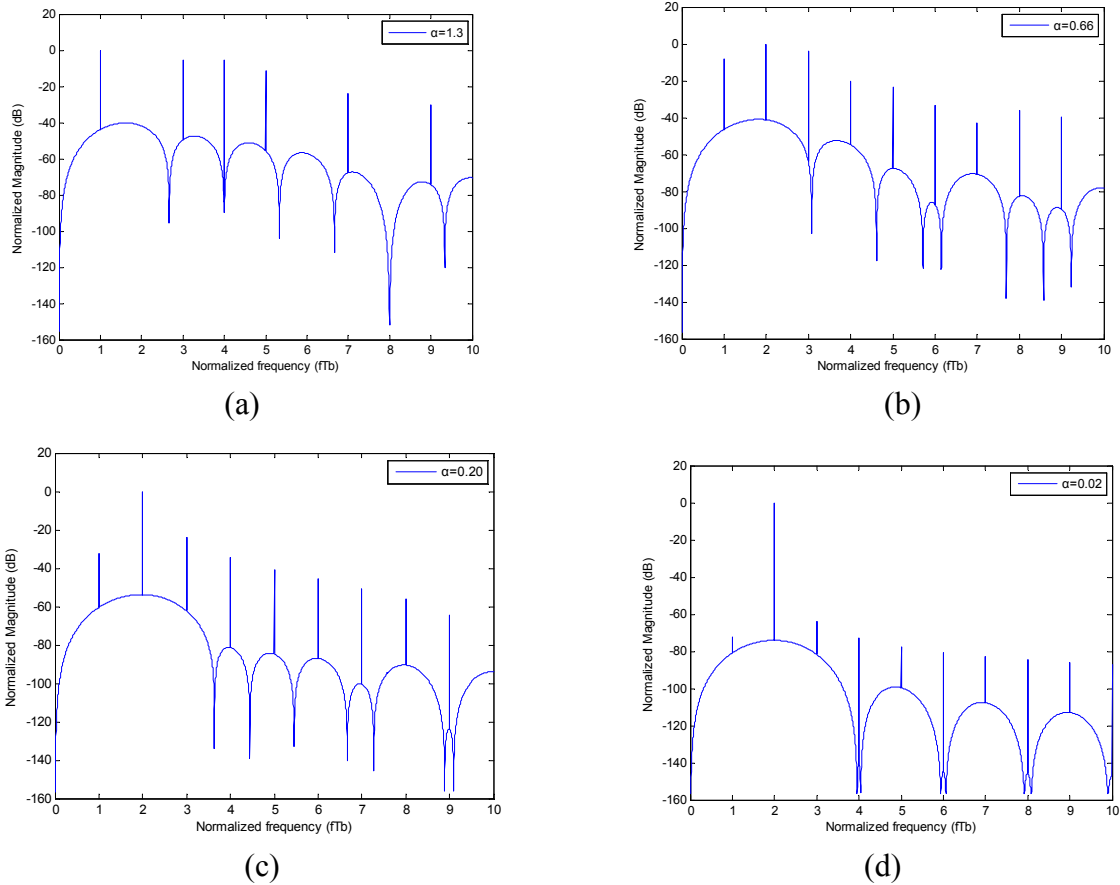 20
0
-20
-40
-60
-80
-100
-120
-140
-160
0 1 2 3 4 5 6 7 8 9 10
Normalized Magnitude (dB)
Normalized frequency (fTb)
α=1.3
(a)
20
0
-20
-40
-60
-80
-100
-120
-140
-160
0 1 2 3 4 5 6 7 8 9 10
Normalized Magnitude (dB)
Normalized frequency (fTb)
α=0.66
(b)
20
0
-20
-40
-60
-80
-100
-120
-140
-160
0 1 2 3 4 5 6 7 8 9 10
Normalized Magnitude (dB)
Normalized frequency (fTb)
α=0.20
(c)
20
0
-20
-40
-60
-80
-100
-120
-140
-160
0 1 2 3 4 5 6 7 8 9 10
Normalized Magnitude (dB)
Normalized frequency (fTb)
α=0.02
(d)